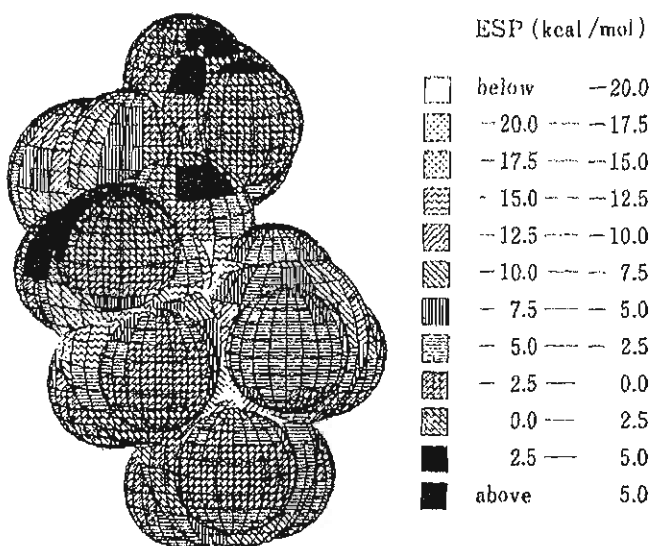 ESP (kcal/mol)
below -20.0
-20.0 --- -17.5
-17.5 --- -15.0
- 15.0 --- -12.5
-12.5 --- -10.0
-10.0 --- - 7.5
- 7.5 --- - 5.0
- 5.0 --- - 2.5
- 2.5 --- 0.0
0.0 --- 2.5
2.5 --- 5.0
above 5.0